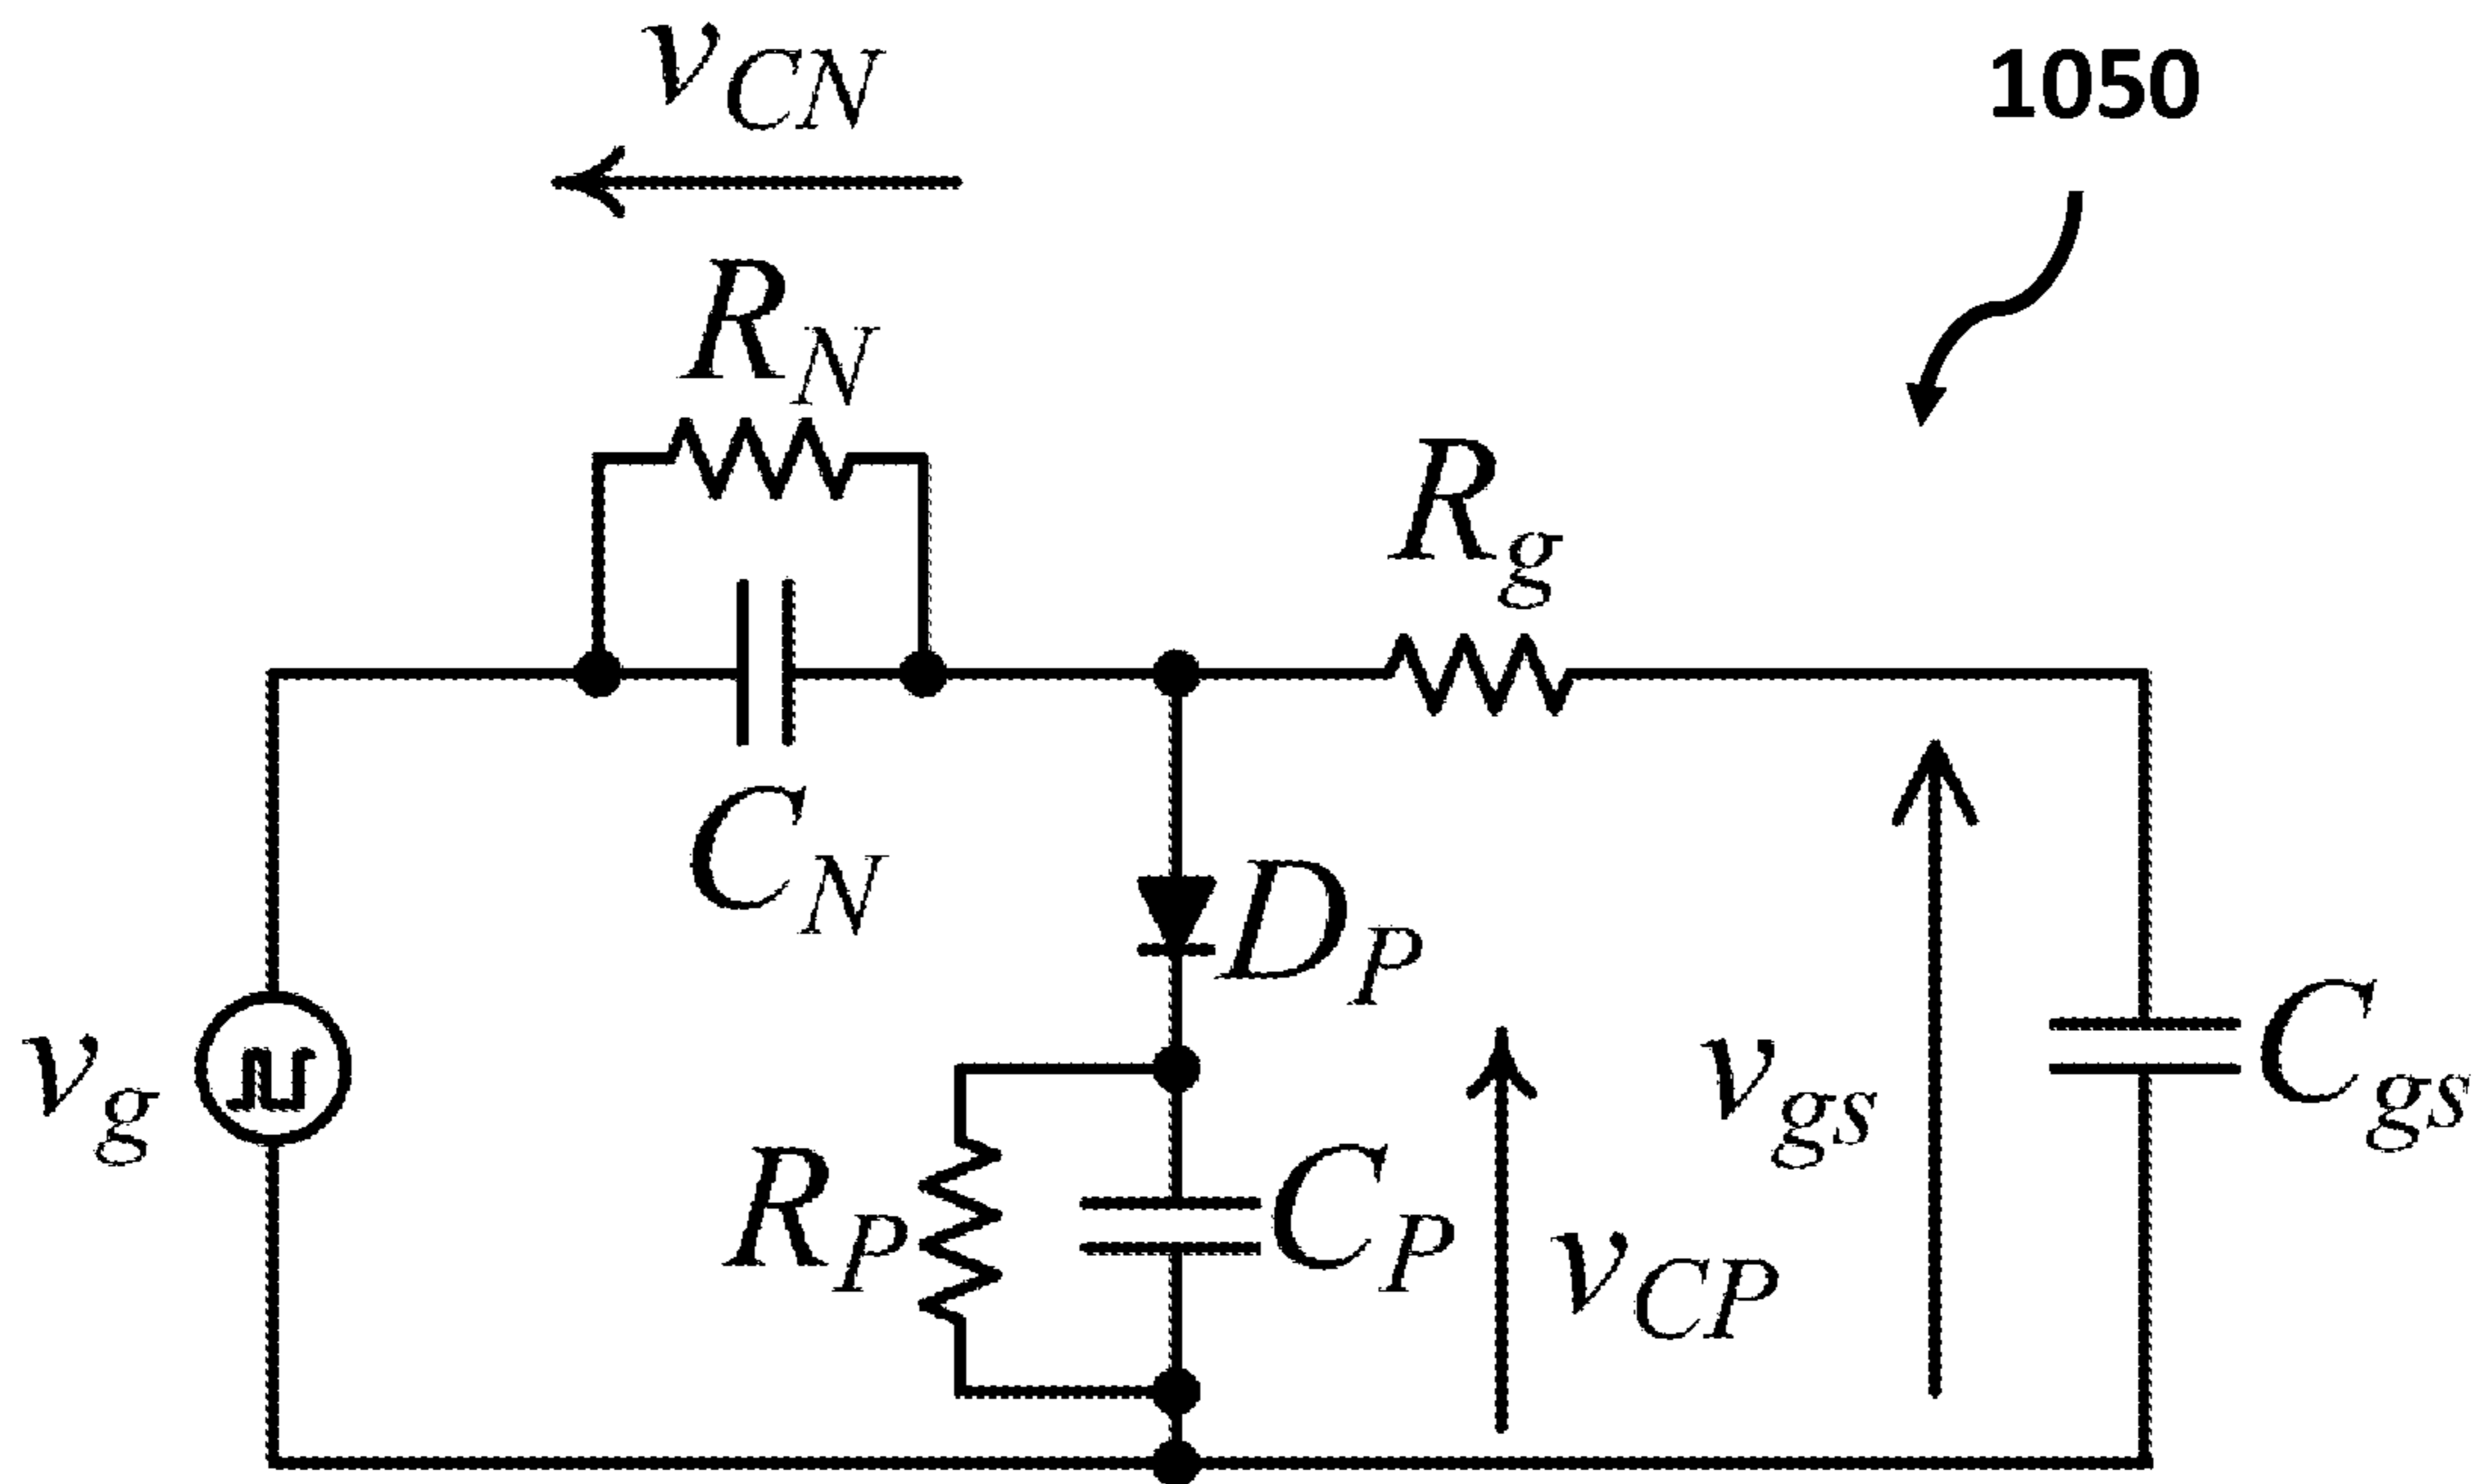 v_CN
1050
R_N
R_g
C_N
D_P
v_g
v_gs
C_gs
R_P
C_P
v_CP